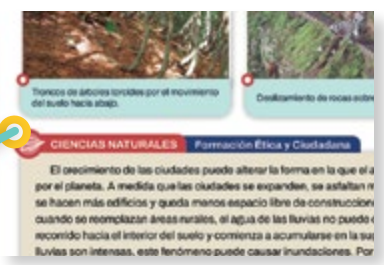 Troncos de árboles torcidos por el movimiento
del suelo hacia abajo.
Deslizamiento de rocas sobre
CIENCIAS NATURALES Formación Ética y Ciudadana
El crecimiento de las ciudades puede alterar la forma en la que el a
por el planeta. A medida que las ciudades se expanden, se asfaltan
se hacen más edificios y queda menos espacio libre de construccion
cuando se reemplazan áreas rurales, el agua de las lluvias no puede
recorrido hacia el interior del suelo y comienza a acumularse en la sup
lluvias son intensas, este fenómeno puede causar inundaciones. Por